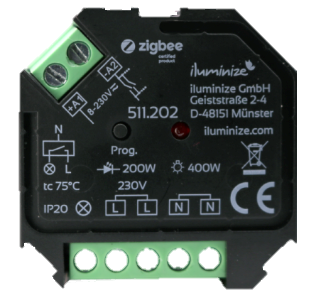 zigbee
certified
product
iluminize
-A2
+A1
8-230V
iluminize GmbH
Geiststraße 2-4
D-48151 Münster
iluminize.com
511.202
N
L
tc 75°C
IP20
Prog.
200W
400W
230V
L L N N